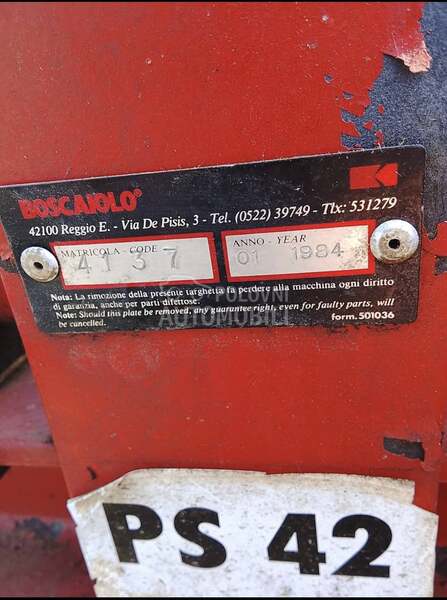 BOSCAIOLO®
42100 Reggio E. - Via De Pisis, 3 - Tel. (0522) 39749 - Tlx: 531279
MATRICOLA - CODE
4137
ANNO - YEAR
01 1984
Nota: La rimozione della presente targhetta fa perdere alla macchina ogni diritto
di garanzia, anche per parti difettose.
Note: Should this plate be removed, any guarantee right, even for faulty parts, will
be cancelled.
form. 501036
POLOVNI
AUTOMOBILI
PS 42